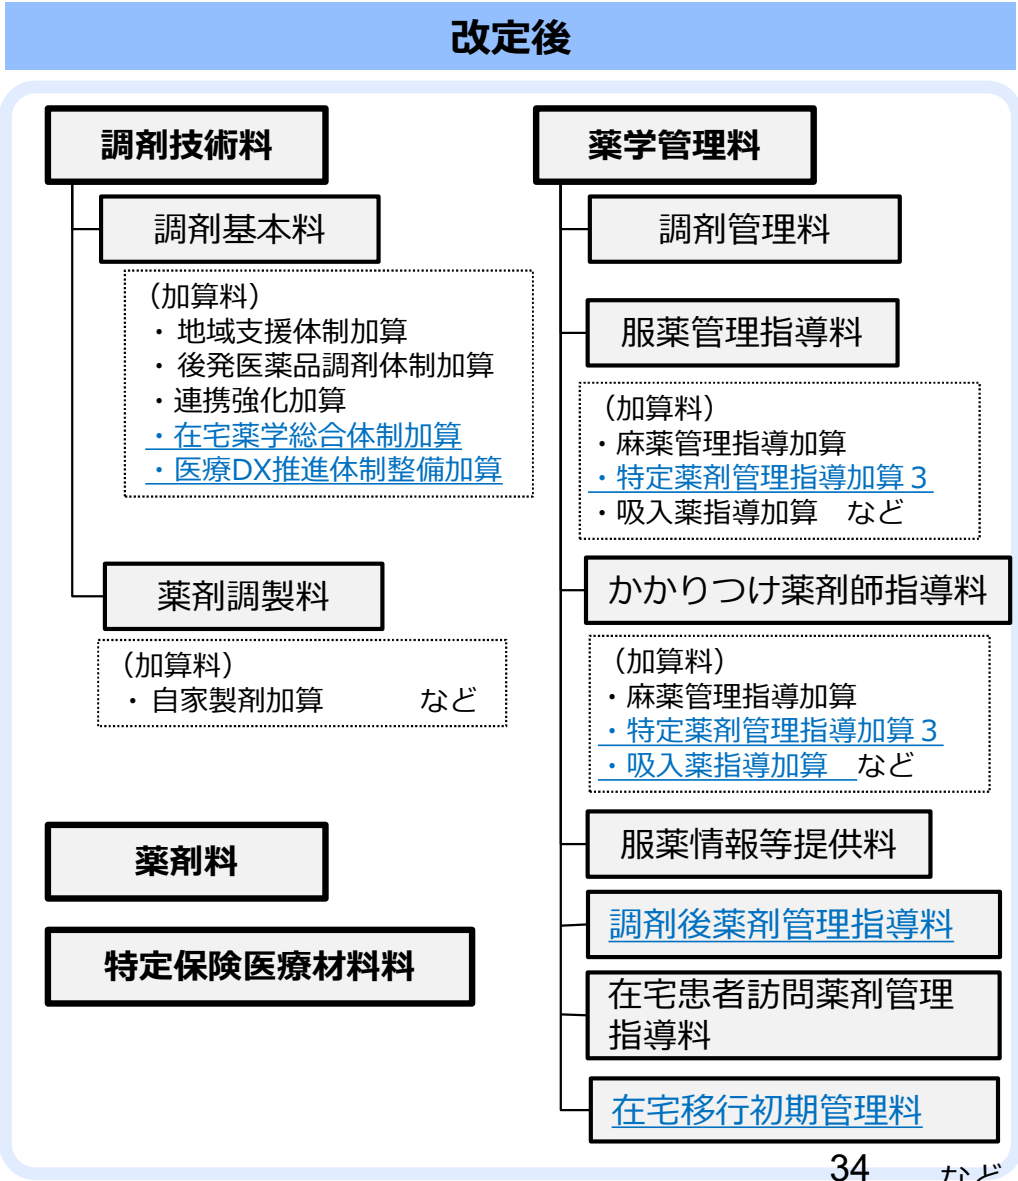 改定後
調剤技術料
調剤基本料
（加算料）
・ 地域支援体制加算
・ 後発医薬品調剤体制加算
・連携強化加算
・在宅薬学総合体制加算
・医療DX推進体制整備加算
薬剤調製料
（加算料）
・ 自家製剤加算　　　など
薬剤料
特定保険医療材料料
薬学管理料
調剤管理料
服薬管理指導料
（加算料）
・麻薬管理指導加算
・特定薬剤管理指導加算３
・吸入薬指導加算　など
かかりつけ薬剤師指導料
（加算料）
・麻薬管理指導加算
・特定薬剤管理指導加算３
・吸入薬指導加算　など
服薬情報等提供料
調剤後薬剤管理指導料
在宅患者訪問薬剤管理
指導料
在宅移行初期管理料
34
など